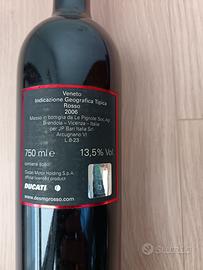 Veneto
Indicazione Geografica Tipica
Rosso
2006
Messo in bottiglia da Le Pignole Soc. Agr.
Brendola - Vicenza - Italia
per JP Bari Italia Srl
Arcugnano VI
L.0-23
750 ml e
13,5% Vol.
contiene solfiti
Ducati Motor Holding S.p.A.
official licensed product
DUCATI
www.desmorosso.com
Subito